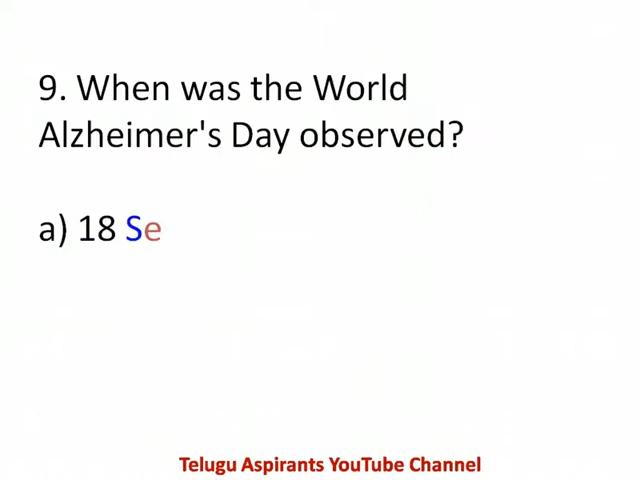 9. When was the World
Alzheimer's Day observed?
a) 18 Se
Telugu Aspirants YouTube Channel